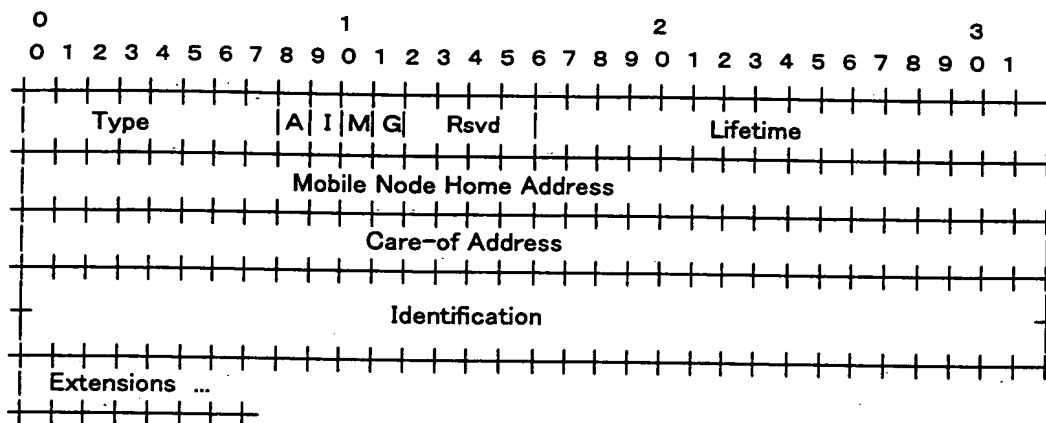 0 1 2 3
0 1 2 3 4 5 6 7 8 9 0 1 2 3 4 5 6 7 8 9 0 1 2 3 4 5 6 7 8 9 0 1
Type A I M G Rsvd Lifetime
Mobile Node Home Address
Care-of Address
Identification
Extensions ...